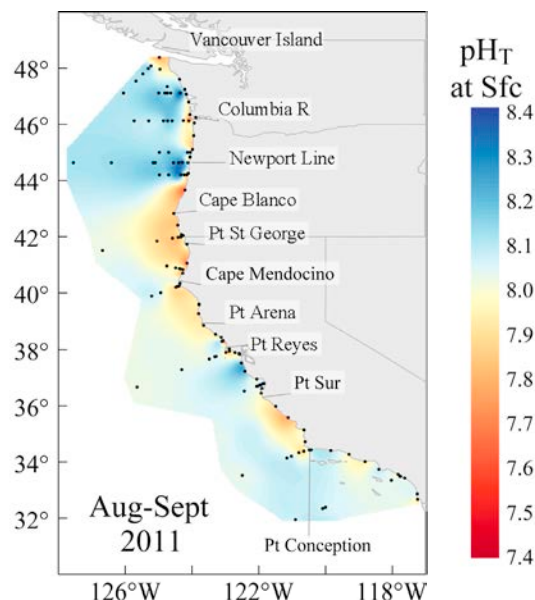 Vancouver Island
pH_T
at Sfc
48°
8.4
Columbia R
46°
8.3
Newport Line
44°
8.2
Cape Blanco
42°
Pt St George
8.1
Cape Mendocino
40°
8.0
Pt Arena
38°
Pt Reyes
7.9
Pt Sur
7.8
36°
7.7
34°
7.6
Aug-Sept
2011
32°
7.5
Pt Conception
7.4
126°W
122°W
118°W